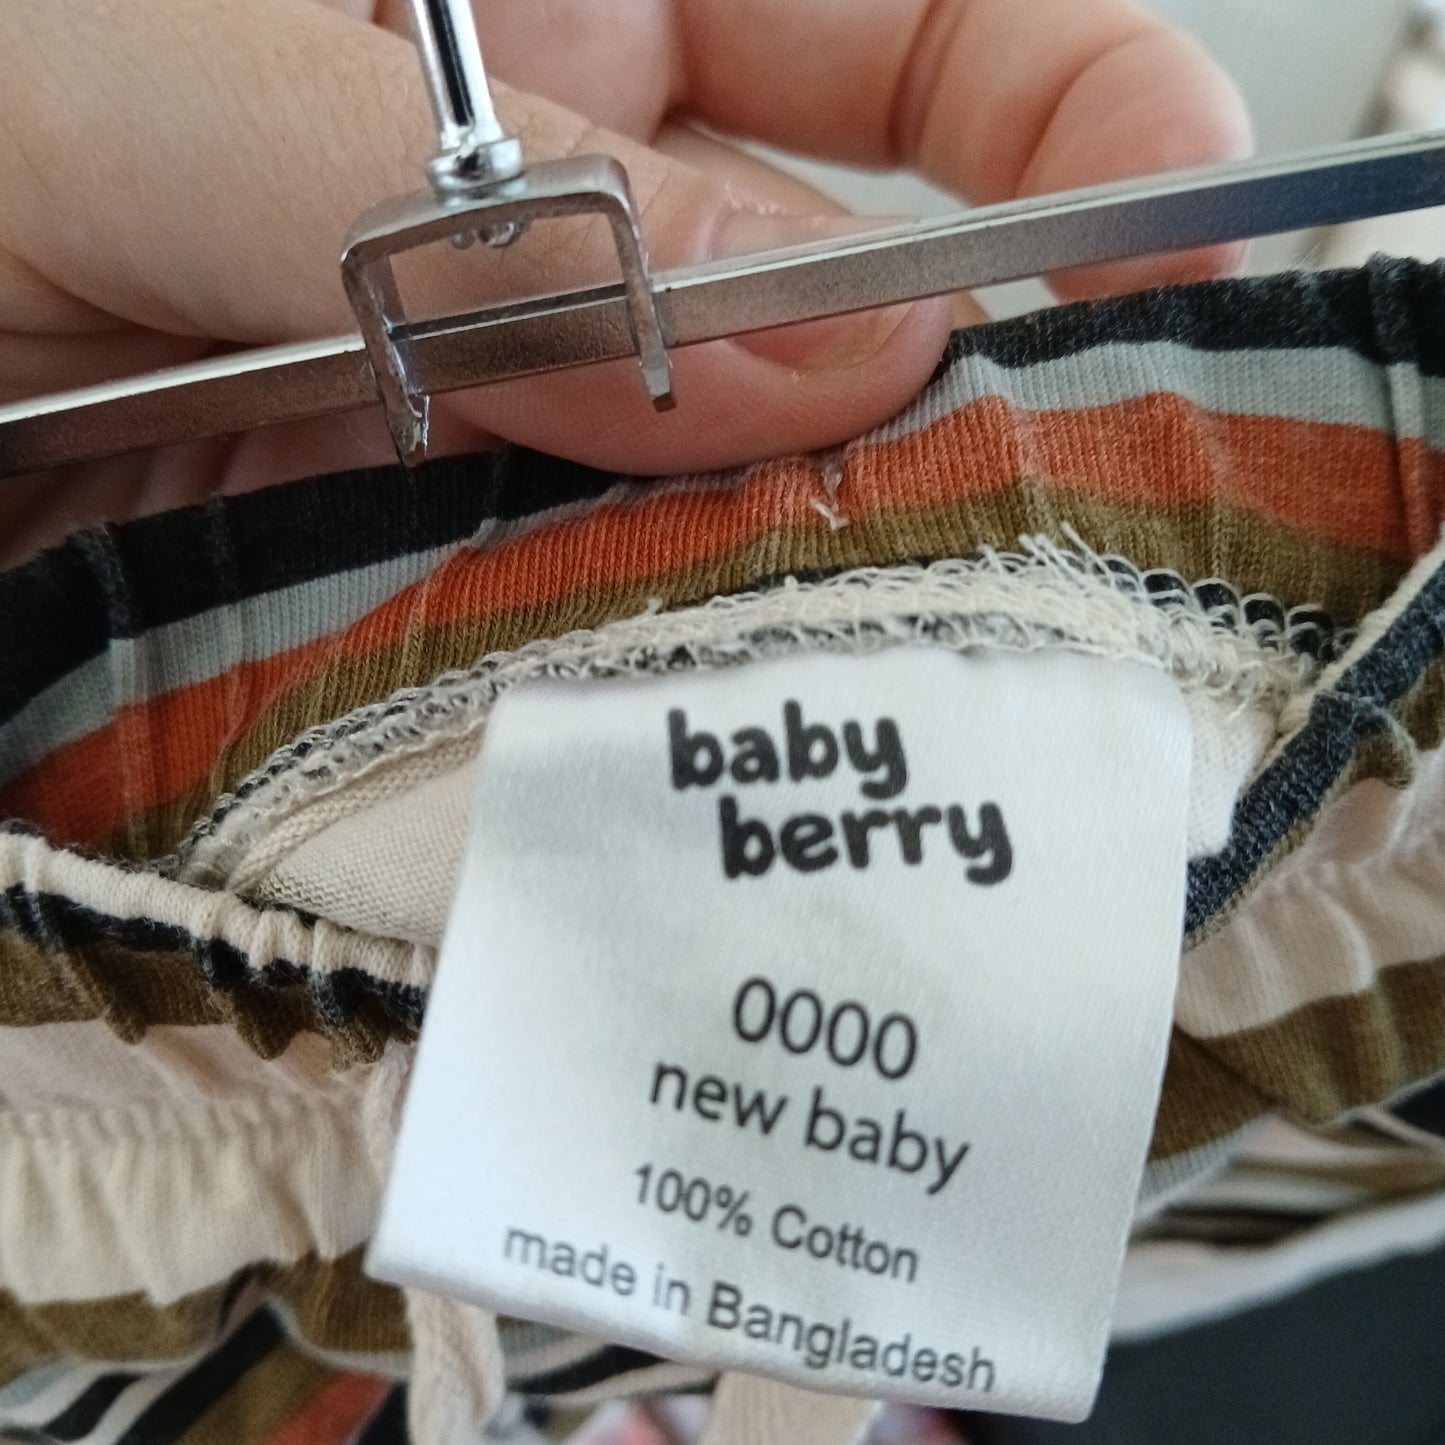 baby
berry
0000
new baby
100% Cotton
made in Bangladesh